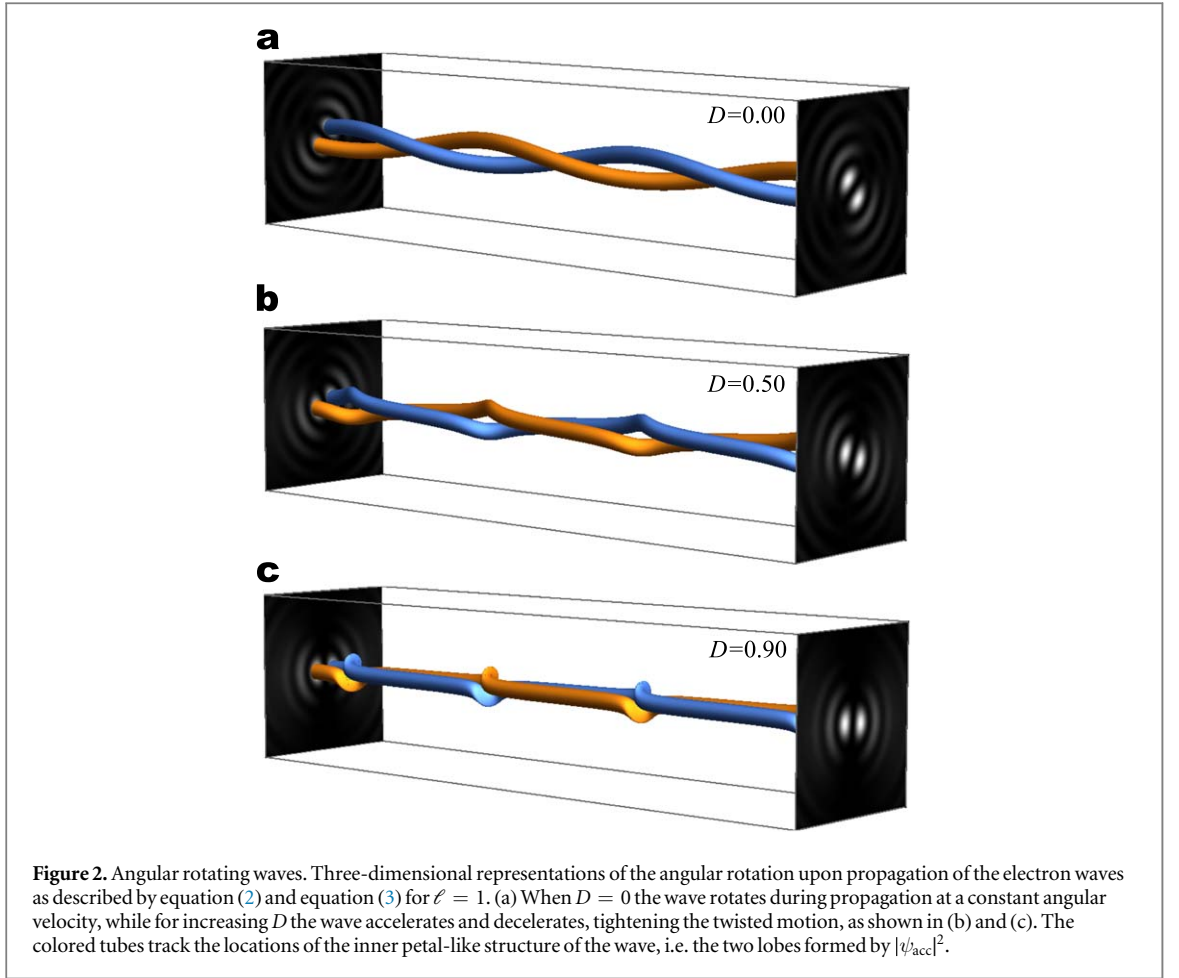 a
D=0.00
b
D=0.50
c
D=0.90
Figure 2. Angular rotating waves. Three-dimensional representations of the angular rotation upon propagation of the electron waves
as described by equation (2) and equation (3) for ℓ = 1. (a) When D = 0 the wave rotates during propagation at a constant angular
velocity, while for increasing D the wave accelerates and decelerates, tightening the twisted motion, as shown in (b) and (c). The
colored tubes track the locations of the inner petal-like structure of the wave, i.e. the two lobes formed by |ψacc|².